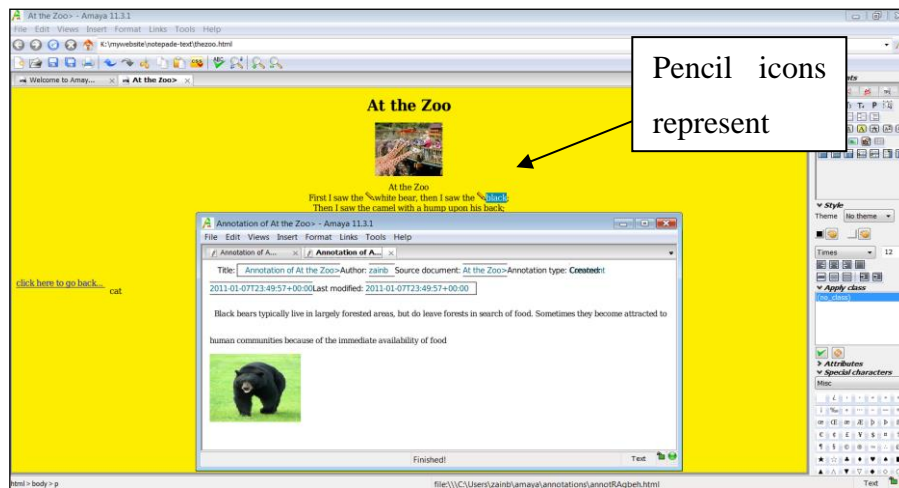 At the Zoo> - Amaya 11.3.1
File Edit Views Insert Format Links Tools Help
K:\mywebsite\notepade-text\thezoo.html
Welcome to Amay... At the Zoo>
Pencil icons
represent
At the Zoo
At the Zoo
First I saw the white bear, then I saw the black;
Then I saw the camel with a hump upon his back;
click here to go back...
cat
Annotation of At the Zoo> - Amaya 11.3.1
File Edit Views Insert Format Links Tools Help
Annotation of A... Annotation of A...
Title: Annotation of At the Zoo>Author: zainb Source document: At the Zoo>Annotation type:
2011-01-07T23:49:57+00:00Last modified: 2011-01-07T23:49:57+00:00
Black bears typically live in largely forested areas, but do leave forests in search of food. Sometimes they become attracted to
human communities because of the immediate availability of food
Finished! Text
Style
Theme No theme
Times 12
Apply class
(no_class)
Attributes
Special characters
Misc
html > body > p
file:\\\C:\Users\zainb\amaya\annotations\annotRAqbeh.html
Text